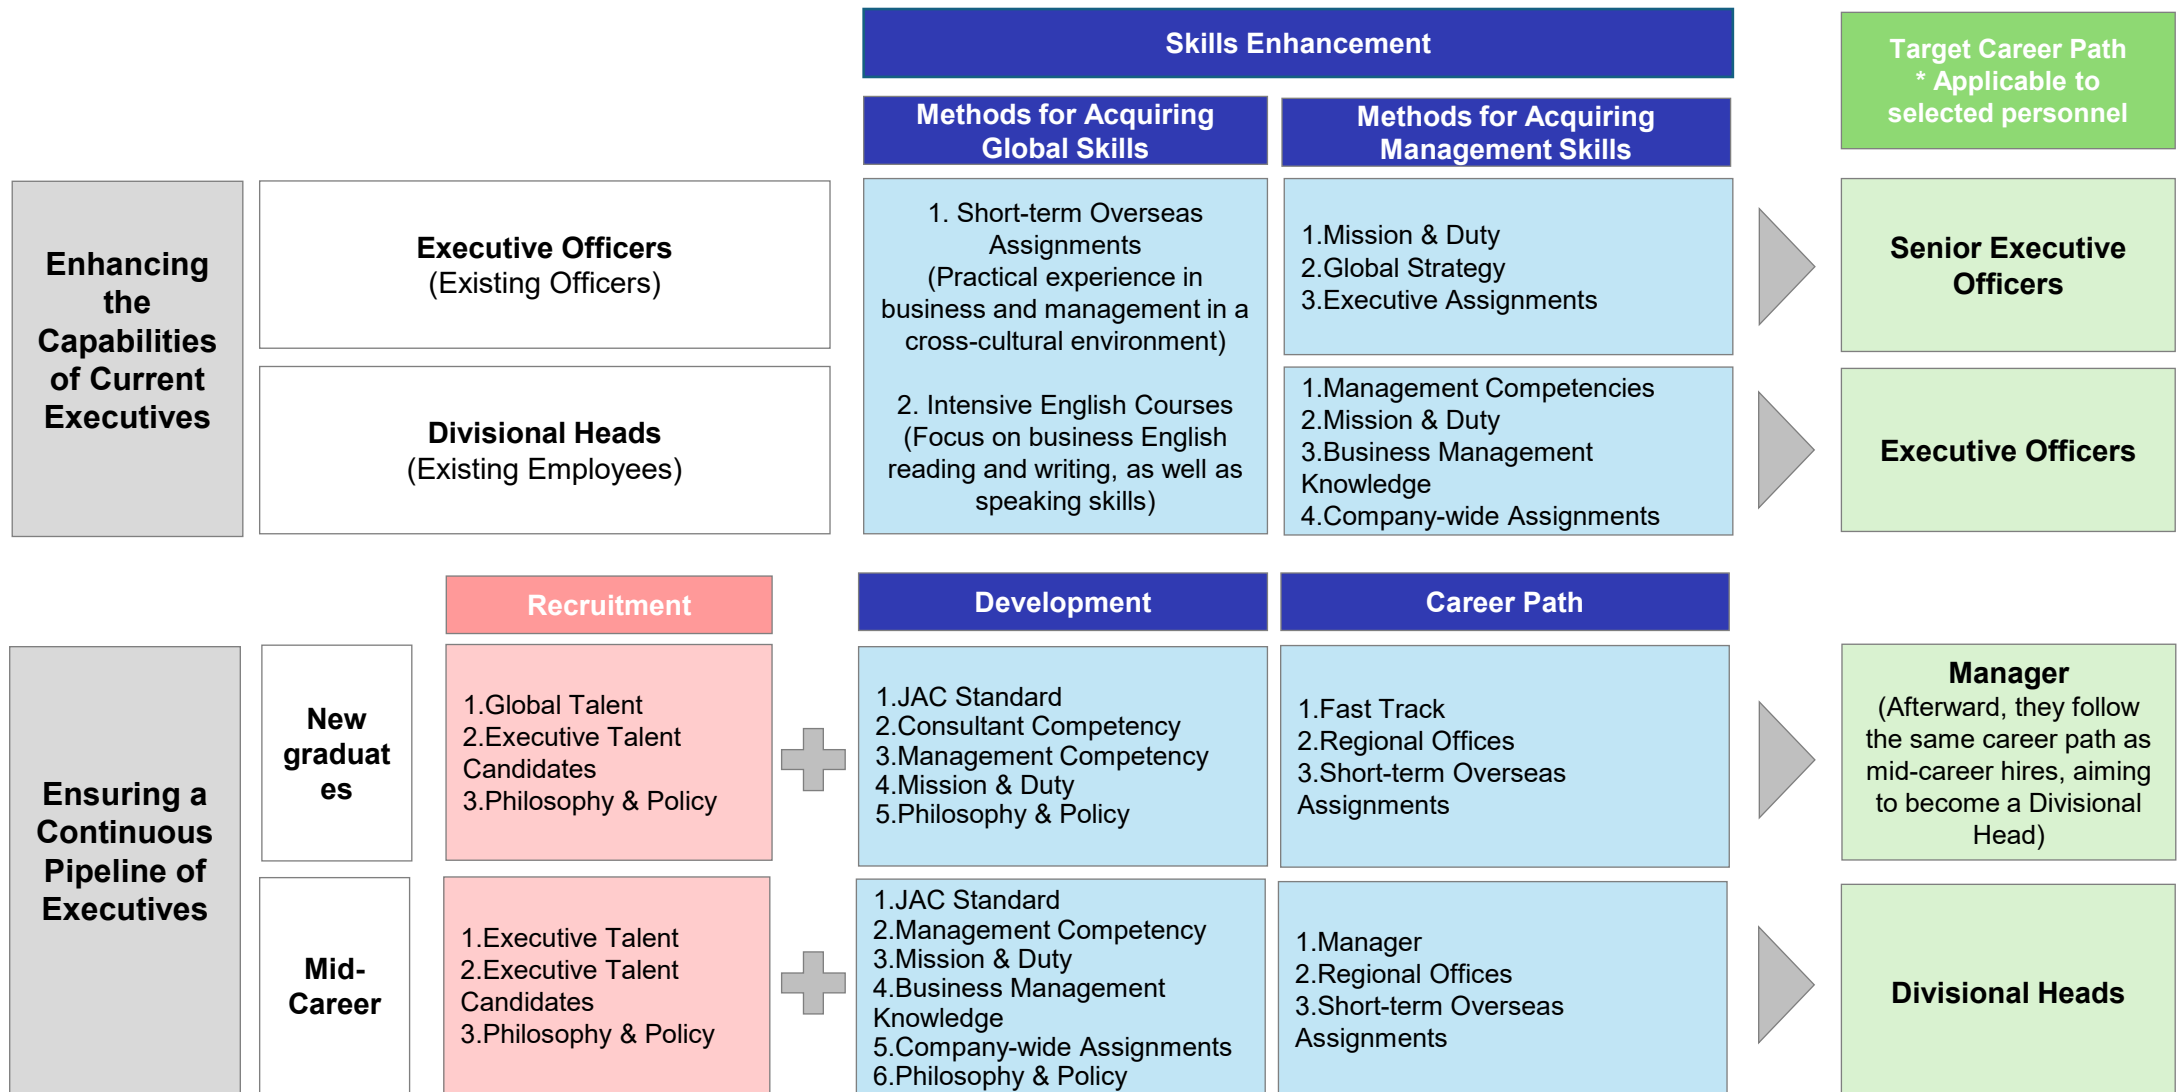 Skills Enhancement
Target Career Path
* Applicable to
selected personnel
Methods for Acquiring
Global Skills
Methods for Acquiring
Management Skills
Enhancing
the
Capabilities
of Current
Executives
Executive Officers
(Existing Officers)
Divisional Heads
(Existing Employees)
1. Short-term Overseas
Assignments
(Practical experience in
business and management in a
cross-cultural environment)
2. Intensive English Courses
(Focus on business English
reading and writing, as well as
speaking skills)
1.Mission & Duty
2.Global Strategy
3.Executive Assignments
Senior Executive
Officers
1.Management Competencies
2.Mission & Duty
3.Business Management
Knowledge
4.Company-wide Assignments
Executive Officers
Recruitment
Development
Career Path
Ensuring a
Continuous
Pipeline of
Executives
New
graduat
es
1.Global Talent
2.Executive Talent
Candidates
3.Philosophy & Policy
1.JAC Standard
2.Consultant Competency
3.Management Competency
4.Mission & Duty
5.Philosophy & Policy
1.Fast Track
2.Regional Offices
3.Short-term Overseas
Assignments
Manager
(Afterward, they follow
the same career path as
mid-career hires, aiming
to become a Divisional
Head)
Mid-
Career
1.Executive Talent
2.Executive Talent
Candidates
3.Philosophy & Policy
1.JAC Standard
2.Management Competency
3.Mission & Duty
4.Business Management
Knowledge
5.Company-wide Assignments
6.Philosophy & Policy
1.Manager
2.Regional Offices
3.Short-term Overseas
Assignments
Divisional Heads